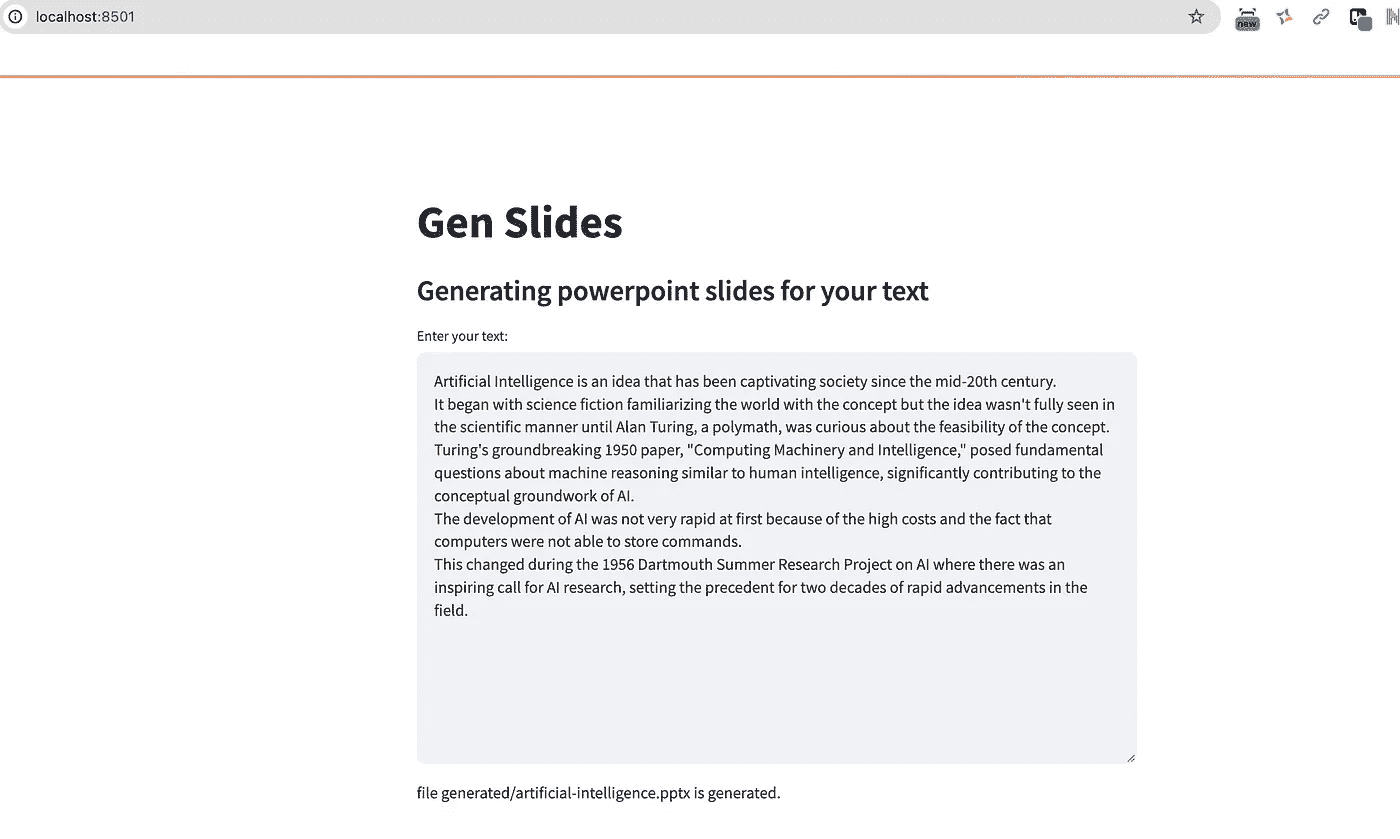 localhost:8501
new
Gen Slides
Generating powerpoint slides for your text
Enter your text:
Artificial Intelligence is an idea that has been captivating society since the mid-20th century.
It began with science fiction familiarizing the world with the concept but the idea wasn't fully seen in
the scientific manner until Alan Turing, a polymath, was curious about the feasibility of the concept.
Turing's groundbreaking 1950 paper, "Computing Machinery and Intelligence," posed fundamental
questions about machine reasoning similar to human intelligence, significantly contributing to the
conceptual groundwork of AI.
The development of AI was not very rapid at first because of the high costs and the fact that
computers were not able to store commands.
This changed during the 1956 Dartmouth Summer Research Project on AI where there was an
inspiring call for AI research, setting the precedent for two decades of rapid advancements in the
field.
file generated/artificial-intelligence.pptx is generated.